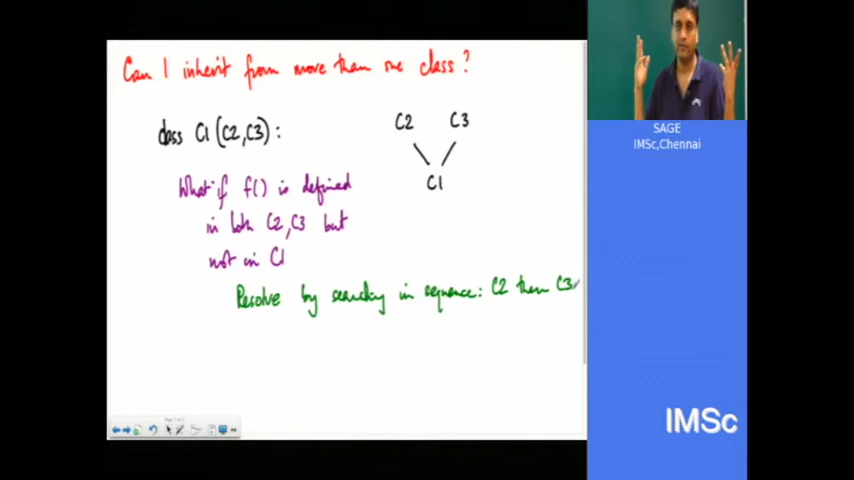 Can I inherit from more than one class?
class C1(C2,C3):
C2 C3
C1
What if f() is defined
in both C2,C3 but
not in C1
Resolve by searching in sequence: C2 then C3
SAGE
IMSc,Chennai
IMSc